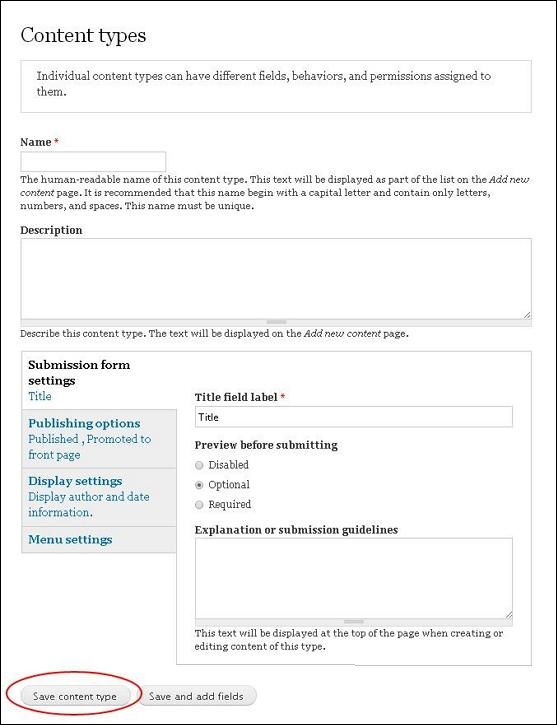 Content types
Individual content types can have different fields, behaviors, and permissions assigned to
them.
Name *
The human-readable name of this content type. This text will be displayed as part of the list on the Add new
content page. It is recommended that this name begin with a capital letter and contain only letters,
numbers, and spaces. This name must be unique.
Description
Describe this content type. The text will be displayed on the Add new content page.
Submission form
settings
Title
Publishing options
Published , Promoted to
front page
Display settings
Display author and date
information.
Menu settings
Title field label *
Title
Preview before submitting
Disabled
Optional
Required
Explanation or submission guidelines
This text will be displayed at the top of the page when creating or
editing content of this type.
Save content type
Save and add fields